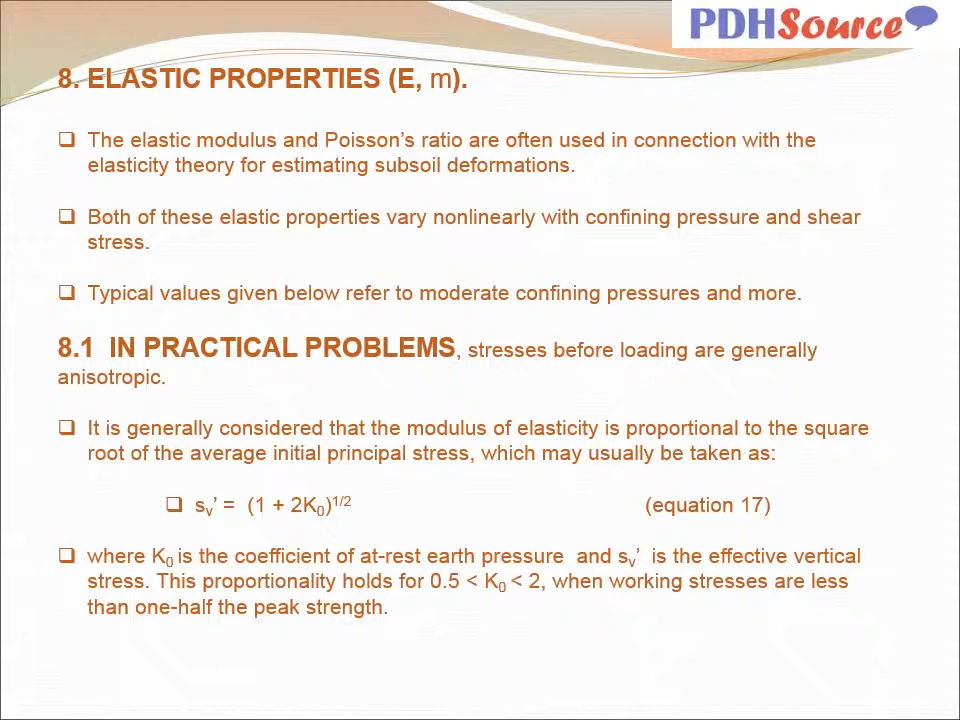 PDHSource
8. ELASTIC PROPERTIES (E, m).
❑ The elastic modulus and Poisson’s ratio are often used in connection with the
elasticity theory for estimating subsoil deformations.
❑ Both of these elastic properties vary nonlinearly with confining pressure and shear
stress.
❑ Typical values given below refer to moderate confining pressures and more.
8.1 IN PRACTICAL PROBLEMS, stresses before loading are generally
anisotropic.
❑ It is generally considered that the modulus of elasticity is proportional to the square
root of the average initial principal stress, which may usually be taken as:
❑ sᵥ’ = (1 + 2K₀)¹ᐟ² (equation 17)
❑ where K₀ is the coefficient of at-rest earth pressure and sᵥ’ is the effective vertical
stress. This proportionality holds for 0.5 < K₀ < 2, when working stresses are less
than one-half the peak strength.